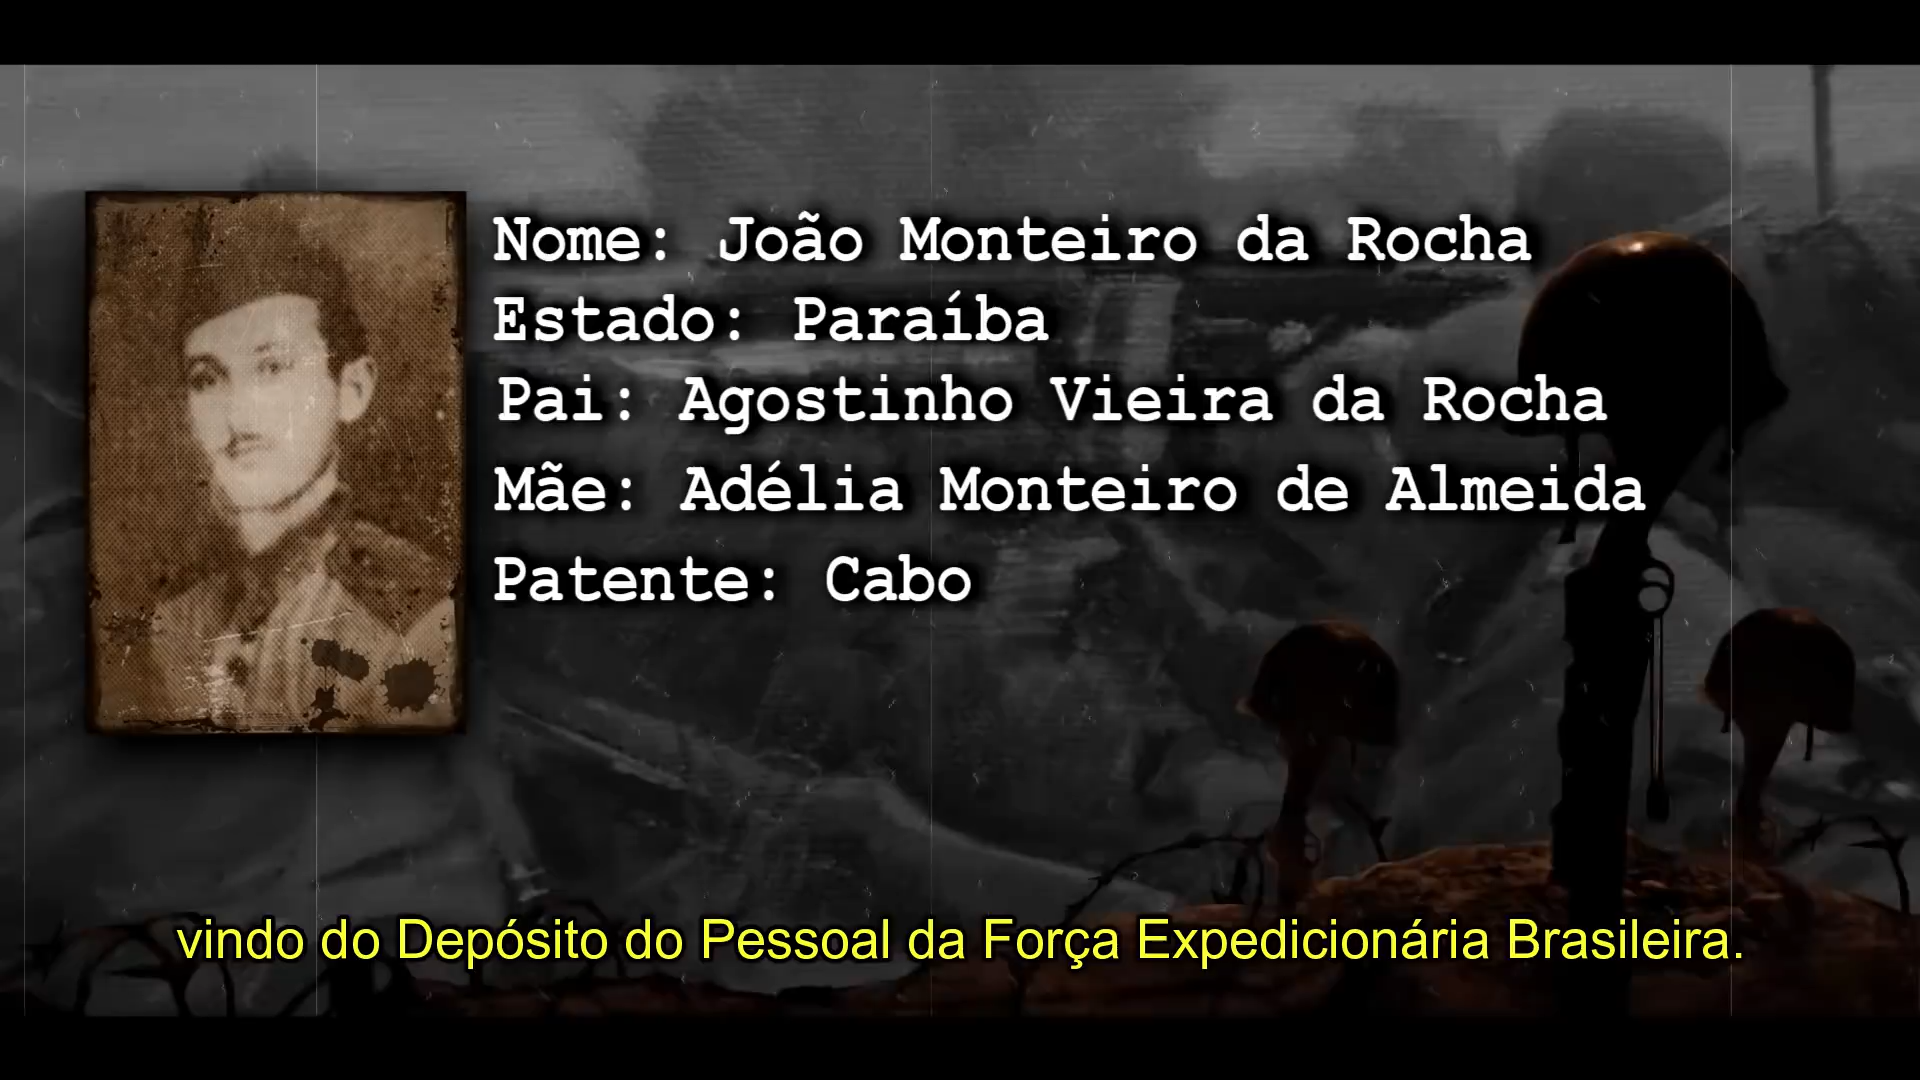 Nome: João Monteiro da Rocha
Estado: Paraíba
Pai: Agostinho Vieira da Rocha
Mãe: Adélia Monteiro de Almeida
Patente: Cabo
vindo do Depósito do Pessoal da Força Expedicionária Brasileira.